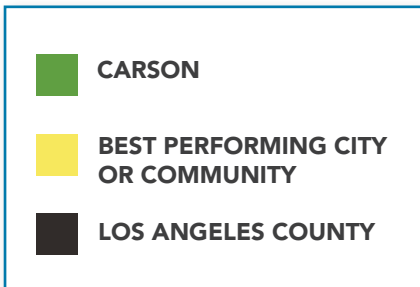 CARSON
BEST PERFORMING CITY
OR COMMUNITY
LOS ANGELES COUNTY